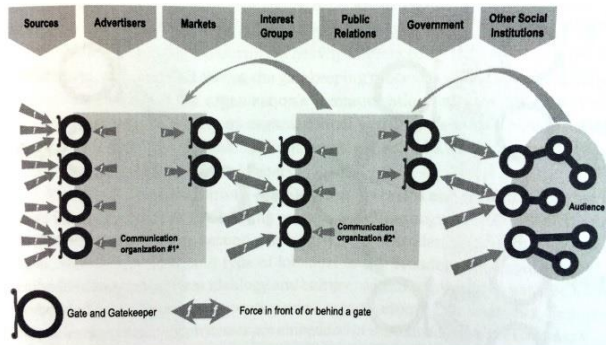 Sources
Advertisers
Markets
Interest
Groups
Public
Relations
Government
Other Social
Institutions
Audience
Communication
organization #1*
Communication
organization #2*
Gate and Gatekeeper
Force in front of or behind a gate